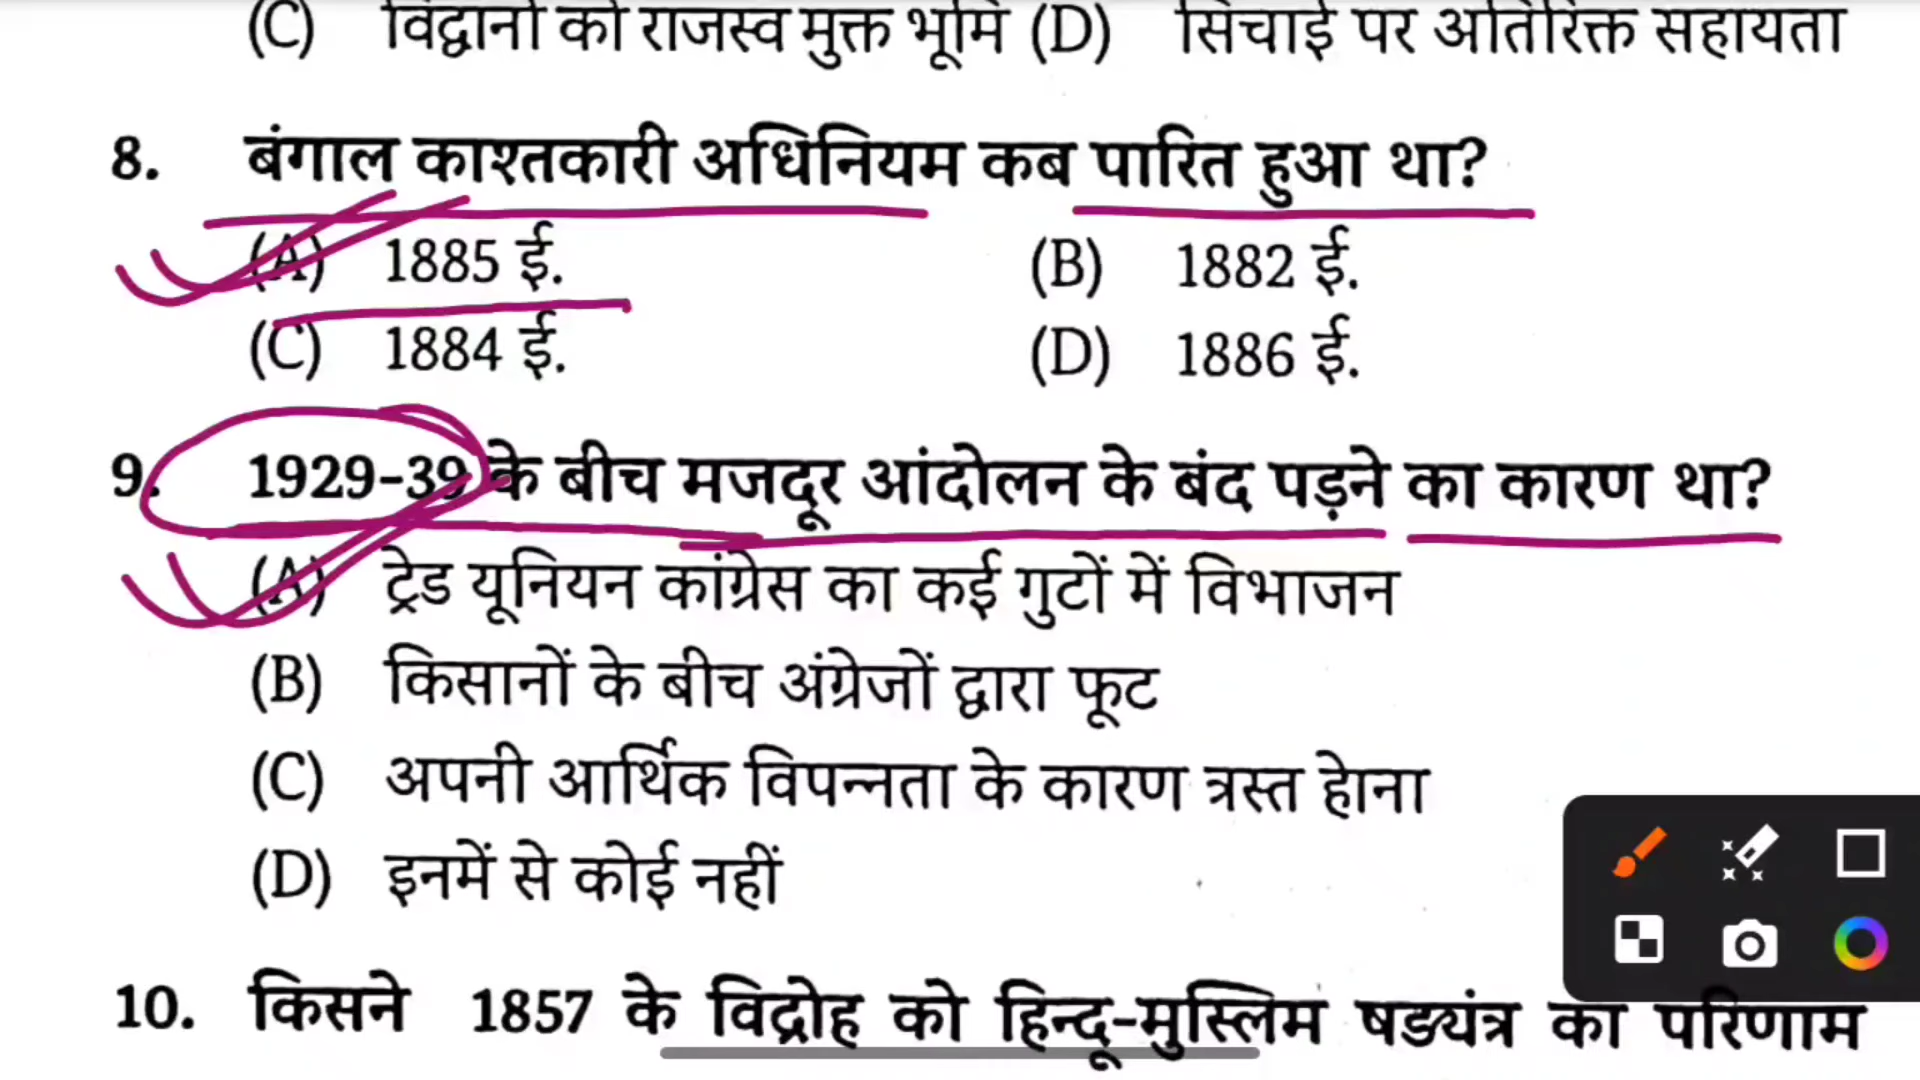 (C) विद्वानों को राजस्व मुक्त भूमि (D) सिंचाई पर अतिरिक्त सहायता
8. बंगाल काश्तकारी अधिनियम कब पारित हुआ था?
(A) 1885 ई. (B) 1882 ई.
(C) 1884 ई. (D) 1886 ई.
9. 1929-39 के बीच मजदूर आंदोलन के बंद पड़ने का कारण था?
(A) ट्रेड यूनियन कांग्रेस का कई गुटों में विभाजन
(B) किसानों के बीच अंग्रेजों द्वारा फूट
(C) अपनी आर्थिक विपन्नता के कारण त्रस्त होना
(D) इनमें से कोई नहीं
10. किसने 1857 के विद्रोह को हिन्दू-मुस्लिम षड्यंत्र का परिणाम